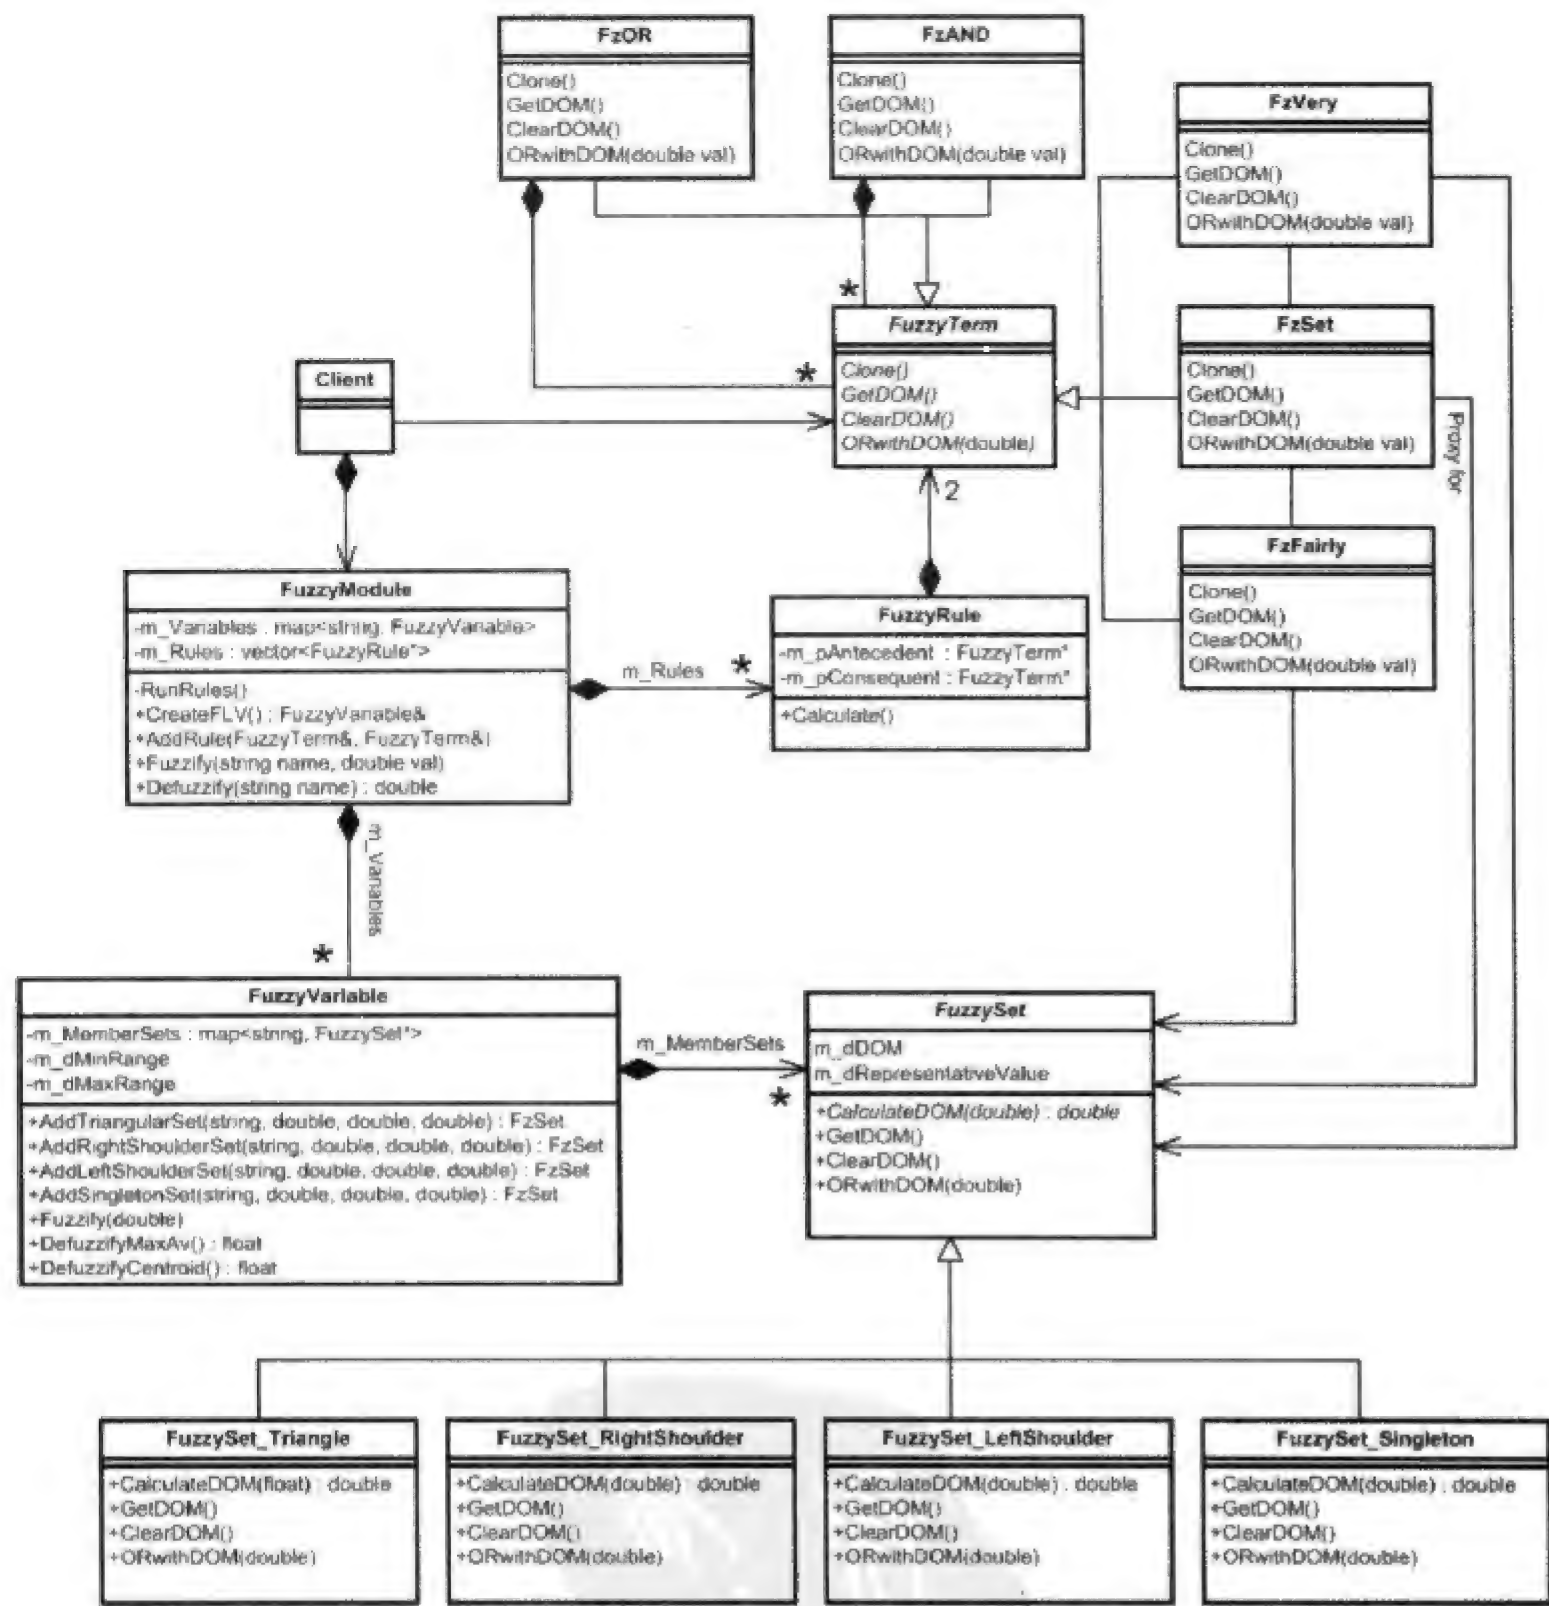 FzOR
Clone()
GetDOM()
ClearDOM()
ORwithDOM(double val)
FzAND
Clone()
GetDOM()
ClearDOM()
ORwithDOM(double val)
FzVery
Clone()
GetDOM()
ClearDOM()
ORwithDOM(double val)
*
FuzzyTerm
Clone()
GetDOM()
ClearDOM()
ORwithDOM(double)
*
2
FzSet
Clone()
GetDOM()
ClearDOM()
ORwithDOM(double val)
Proxy for
Client
FzFairly
Clone()
GetDOM()
ClearDOM()
ORwithDOM(double val)
FuzzyModule
-m_Variables : map<string, FuzzyVariable>
-m_Rules : vector<FuzzyRule*>
-RunRules()
+CreateFLV() : FuzzyVariable&
+AddRule(FuzzyTerm&, FuzzyTerm&)
+Fuzzify(string name, double val)
+Defuzzify(string name) : double
m_Rules
*
FuzzyRule
-m_pAntecedent : FuzzyTerm*
-m_pConsequent : FuzzyTerm*
+Calculate()
m_Variables
*
FuzzyVariable
-m_MemberSets : map<string, FuzzySet*>
-m_dMinRange
-m_dMaxRange
+AddTriangularSet(string, double, double, double) : FzSet
+AddRightShoulderSet(string, double, double, double) : FzSet
+AddLeftShoulderSet(string, double, double, double) : FzSet
+AddSingletonSet(string, double, double, double) : FzSet
+Fuzzify(double)
+DefuzzifyMaxAv() : float
+DefuzzifyCentroid() : float
m_MemberSets
*
FuzzySet
m_dDOM
m_dRepresentativeValue
+CalculateDOM(double) : double
+GetDOM()
+ClearDOM()
+ORwithDOM(double)
FuzzySet_Triangle
+CalculateDOM(float) : double
+GetDOM()
+ClearDOM()
+ORwithDOM(double)
FuzzySet_RightShoulder
+CalculateDOM(double) : double
+GetDOM()
+ClearDOM()
+ORwithDOM(double)
FuzzySet_LeftShoulder
+CalculateDOM(double) : double
+GetDOM()
+ClearDOM()
+ORwithDOM(double)
FuzzySet_Singleton
+CalculateDOM(double) : double
+GetDOM()
+ClearDOM()
+ORwithDOM(double)